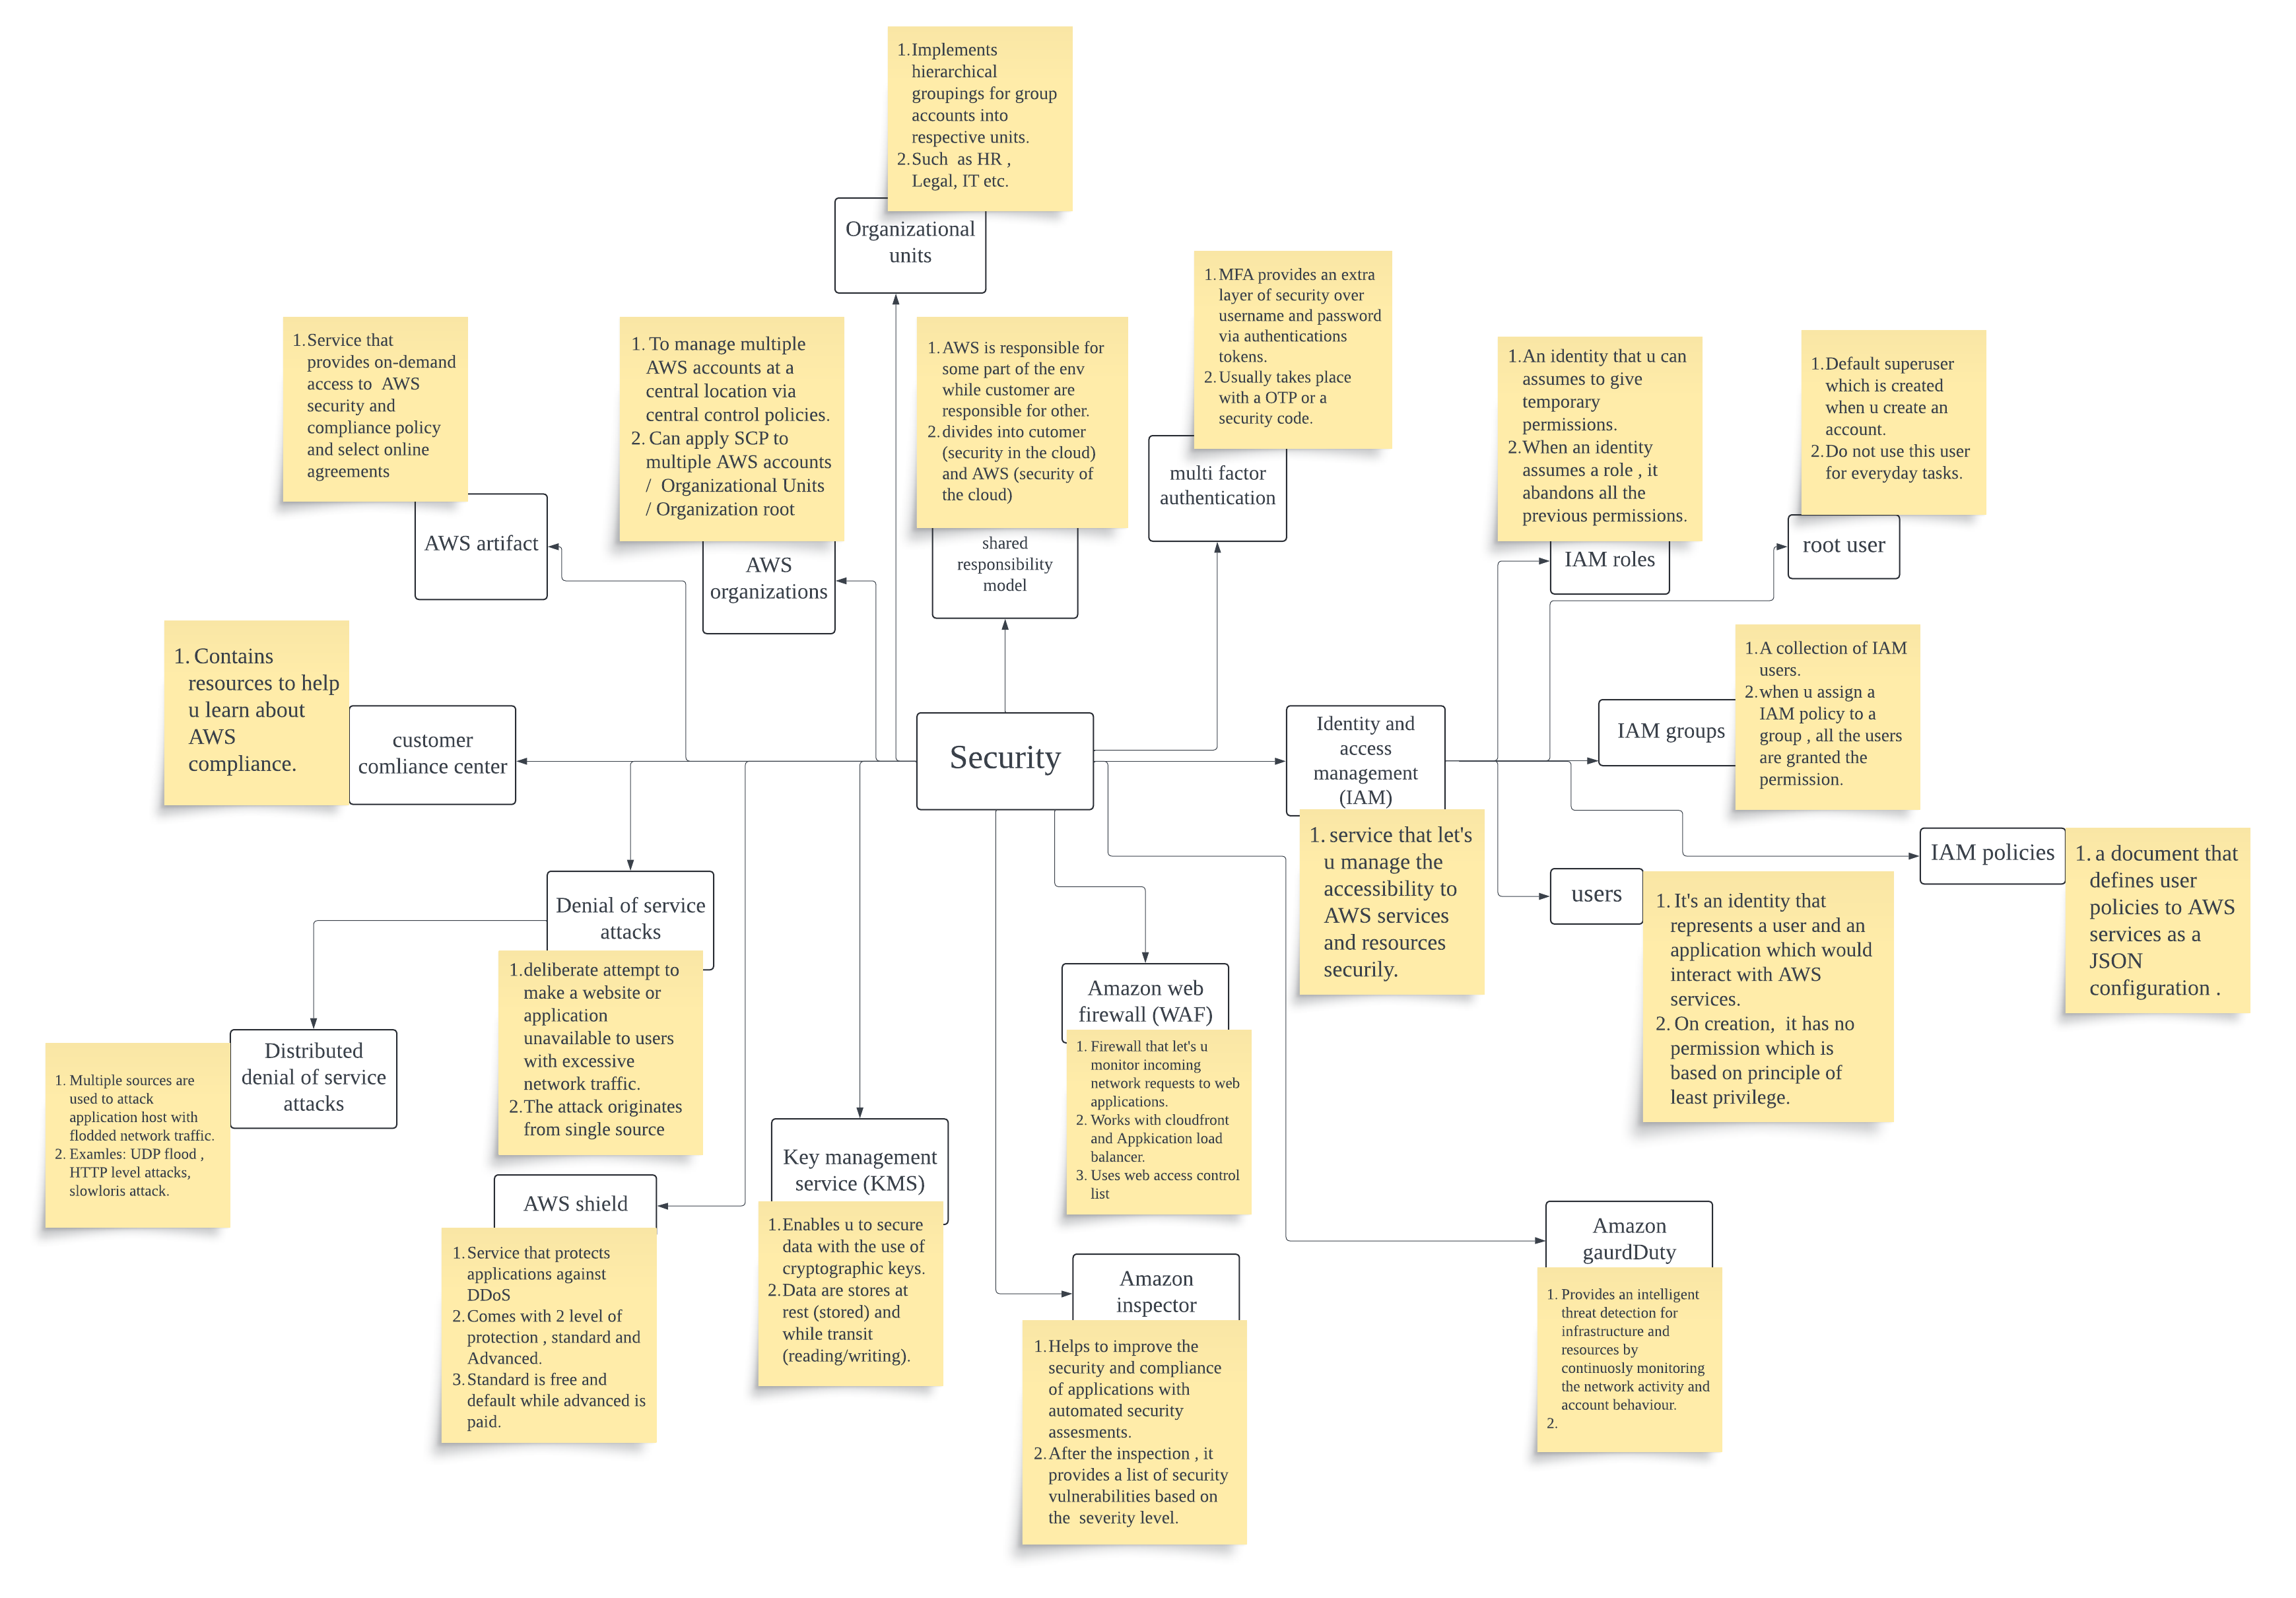 1. Implements
hierarchical
groupings for group
accounts into
respective units.
2. Such  as HR ,
Legal, IT etc.
Organizational
units
1. MFA provides an extra
layer of security over
username and password
via authentications
tokens.
2. Usually takes place
with a OTP or a
security code.
multi factor
authentication
1. Service that
provides on-demand
access to  AWS
security and
compliance policy
and select online
agreements
AWS artifact
1. To manage multiple
AWS accounts at a
central location via
central control policies.
2. Can apply SCP to
multiple AWS accounts
/  Organizational Units
/ Organization root
AWS
organizations
1. AWS is responsible for
some part of the env
while customer are
responsible for other.
2. divides into cutomer
(security in the cloud)
and AWS (security of
the cloud)
shared
responsibility
model
1. An identity that u can
assumes to give
temporary
permissions.
2. When an identity
assumes a role , it
abandons all the
previous permissions.
IAM roles
1. Default superuser
which is created
when u create an
account.
2. Do not use this user
for everyday tasks.
root user
1. Contains
resources to help
u learn about
AWS
compliance.
customer
comliance center
Security
Identity and
access
management
(IAM)
1. service that let's
u manage the
accessibility to
AWS services
and resources
securily.
IAM groups
1. A collection of IAM
users.
2. when u assign a
IAM policy to a
group , all the users
are granted the
permission.
IAM policies
1. a document that
defines user
policies to AWS
services as a
JSON
configuration .
users
1. It's an identity that
represents a user and an
application which would
interact with AWS
services.
2. On creation,  it has no
permission which is
based on principle of
least privilege.
Denial of service
attacks
1. deliberate attempt to
make a website or
application
unavailable to users
with excessive
network traffic.
2. The attack originates
from single source
Distributed
denial of service
attacks
1. Multiple sources are
used to attack
application host with
flodded network traffic.
2. Examles: UDP flood ,
HTTP level attacks,
slowloris attack.
Amazon web
firewall (WAF)
1. Firewall that let's u
monitor incoming
network requests to web
applications.
2. Works with cloudfront
and Appkication load
balancer.
3. Uses web access control
list
AWS shield
1. Service that protects
applications against
DDoS
2. Comes with 2 level of
protection , standard and
Advanced.
3. Standard is free and
default while advanced is
paid.
Key management
service (KMS)
1. Enables u to secure
data with the use of
cryptographic keys.
2. Data are stores at
rest (stored) and
while transit
(reading/writing).
Amazon
inspector
1. Helps to improve the
security and compliance
of applications with
automated security
assesments.
2. After the inspection , it
provides a list of security
vulnerabilities based on
the  severity level.
Amazon
gaurdDuty
1. Provides an intelligent
threat detection for
infrastructure and
resources by
continuosly monitoring
the network activity and
account behaviour.
2.